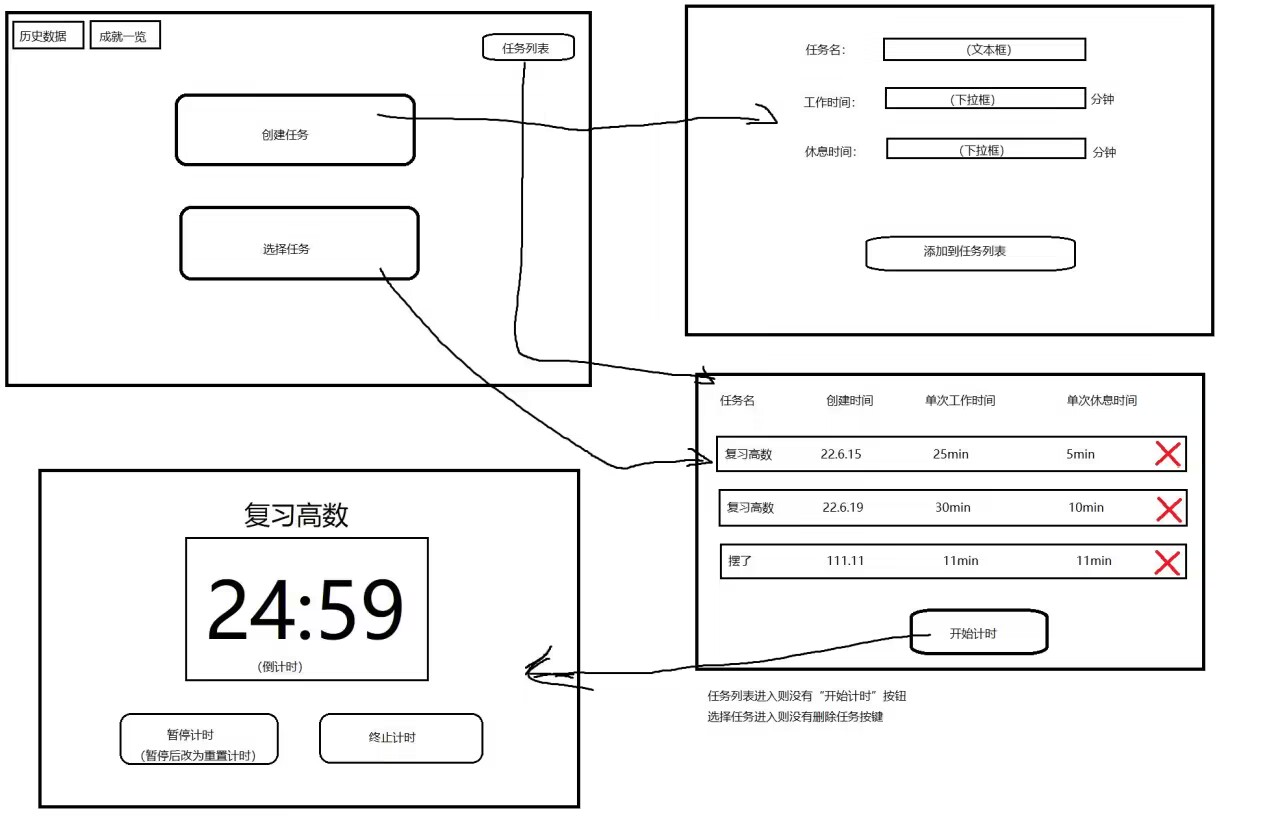 历史数据
成就一览
任务列表
创建任务
选择任务
任务名：
（文本框）
工作时间：
（下拉框）
分钟
休息时间：
（下拉框）
分钟
添加到任务列表
任务名 创建时间 单次工作时间 单次休息时间
复习高数 22.6.15 25min 5min
复习高数 22.6.19 30min 10min
摆了 111.11 11min 11min
开始计时
任务列表进入则没有“开始计时”按钮
选择任务进入则没有删除任务按键
复习高数
24:59
（倒计时）
暂停计时
（暂停后改为重置计时）
终止计时